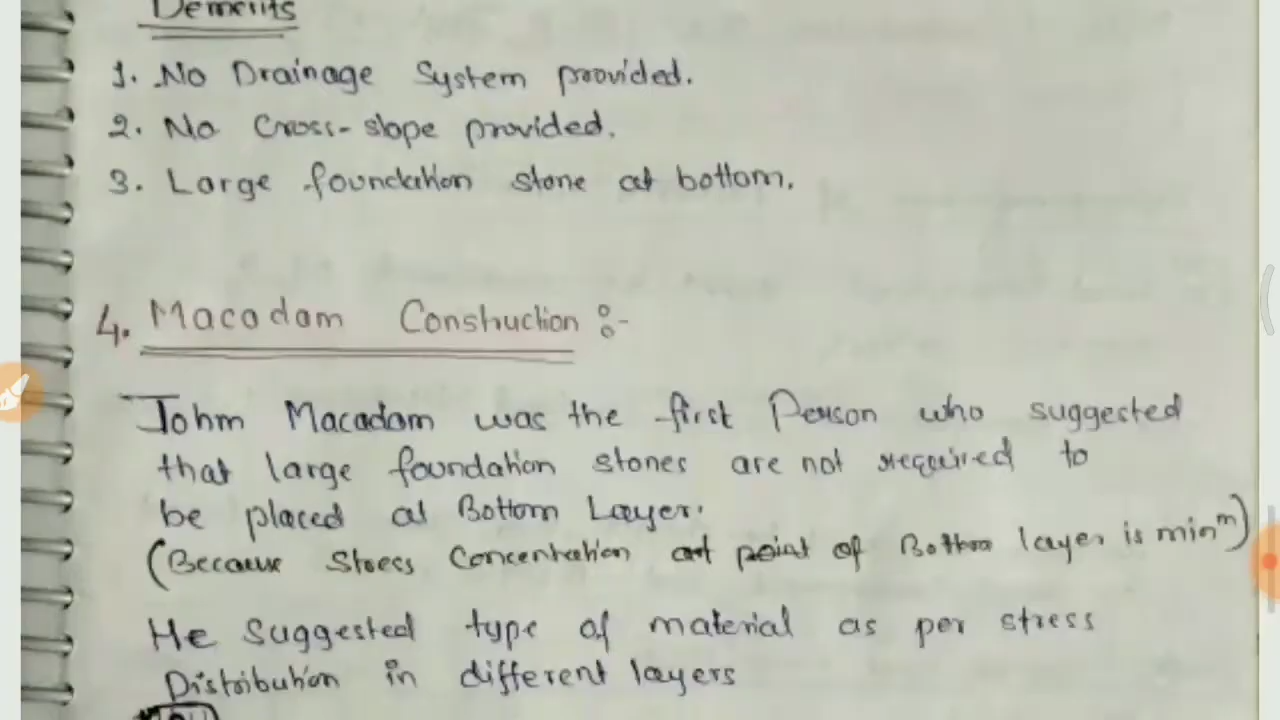 Demerits
1. No Drainage System provided.
2. No Cross-slope provided.
3. Large foundation stone at bottom.
4. Macadam Construction :-
John Macadam was the first Person who suggested
that large foundation stones are not required to
be placed at Bottom Layer.
(Because Stress Concentration at point of Bottom layer is minm)
He suggested type of material as per stress
Distribution in different layers